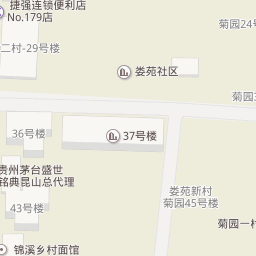 捷强连锁便利店
No.179店
菊园24号
二村-29号楼
娄苑社区
菊园3
36号楼
37号楼
贵州茅台盛世
铭典昆山总代理
娄苑新村
菊园45号楼
43号楼
菊园一村
锦溪乡村面馆